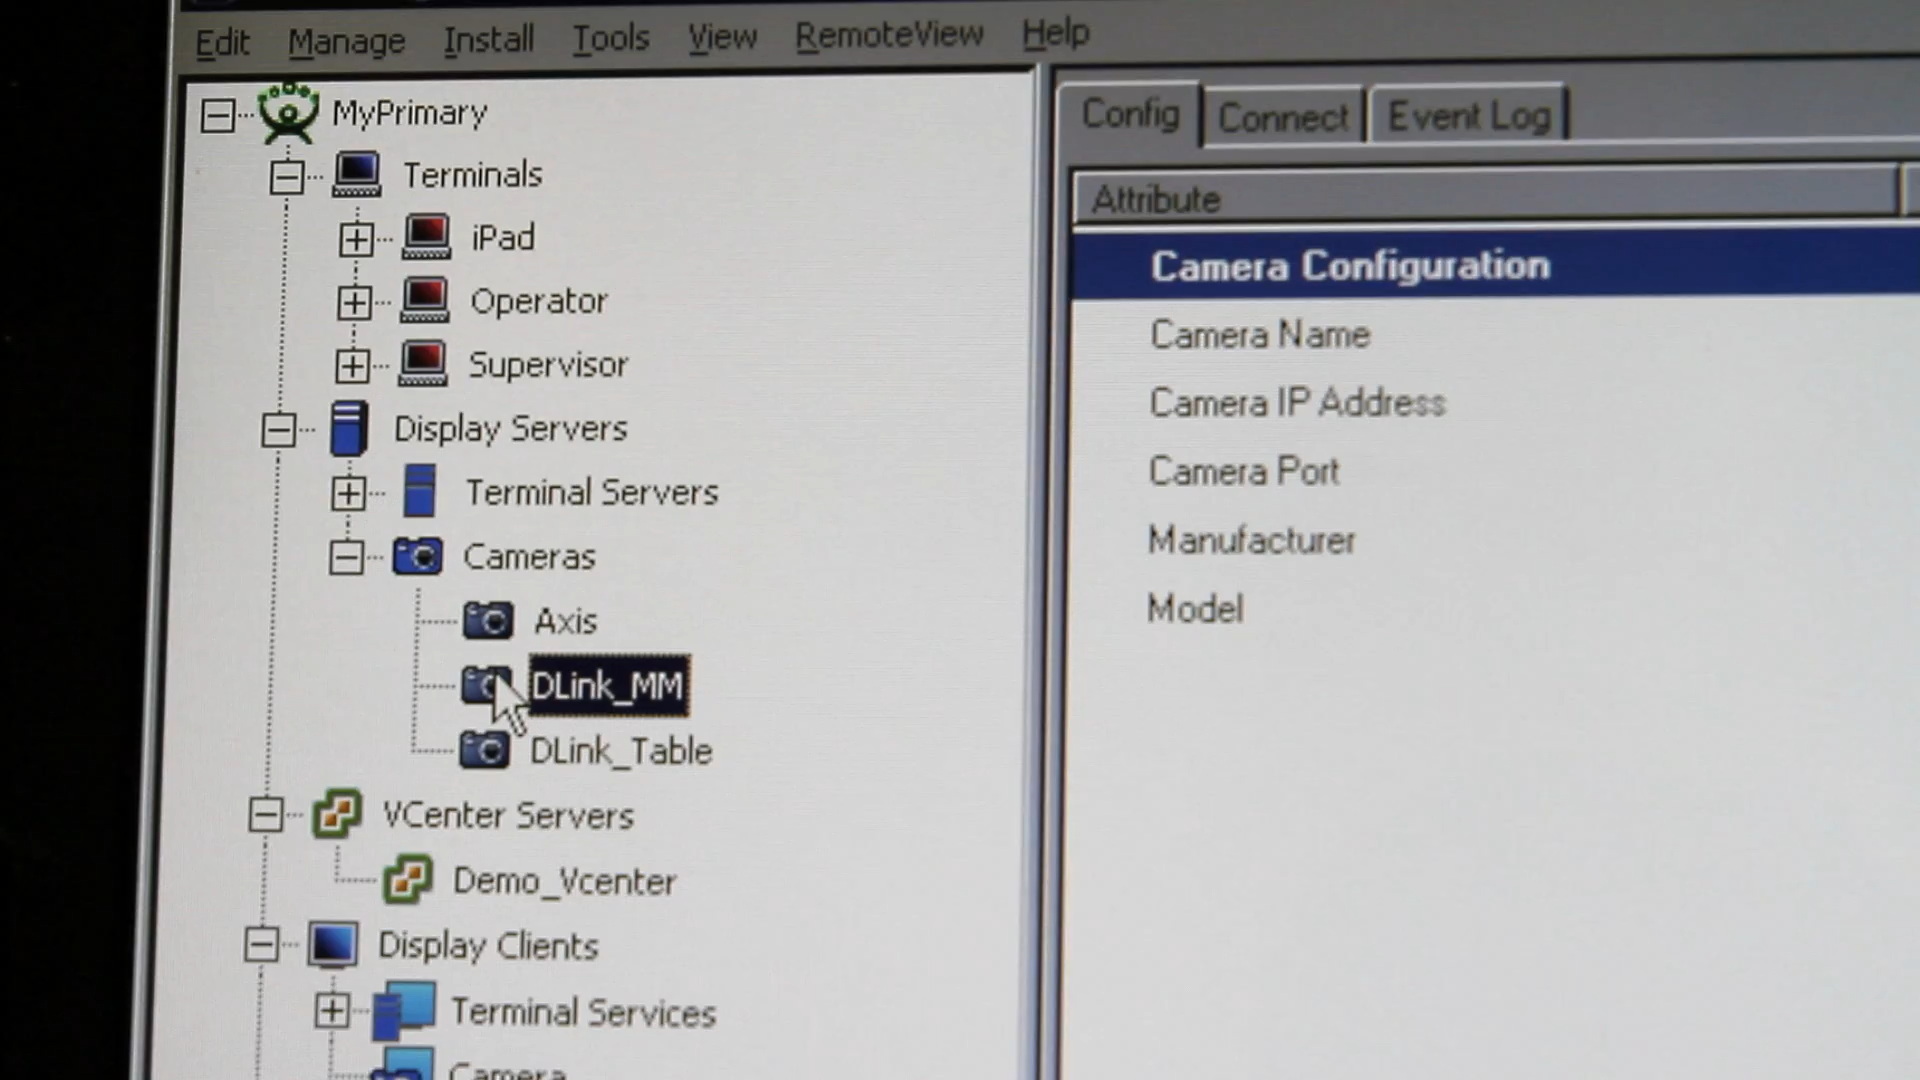 Edit Manage Install Tools View RemoteView Help
MyPrimary
Terminals
iPad
Operator
Supervisor
Display Servers
Terminal Servers
Cameras
Axis
DLink_MM
DLink_Table
VCenter Servers
Demo_Vcenter
Display Clients
Terminal Services
Camera
Config Connect Event Log
Attribute
Camera Configuration
Camera Name
Camera IP Address
Camera Port
Manufacturer
Model